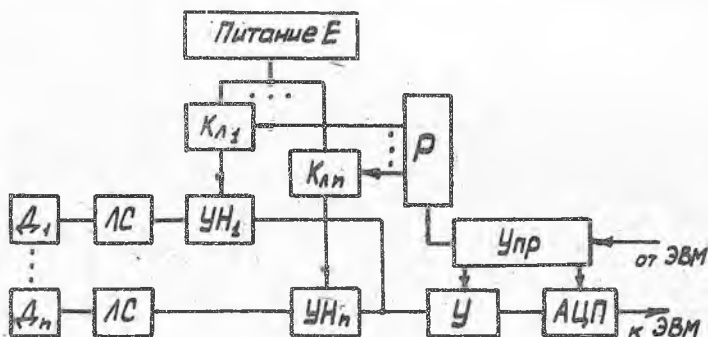 Питание Е
Кл1
Р
Клn
Д1
ЛС
УН1
Упр
от ЭВМ
Дn
ЛС
УНn
У
АЦП
к ЭВМ